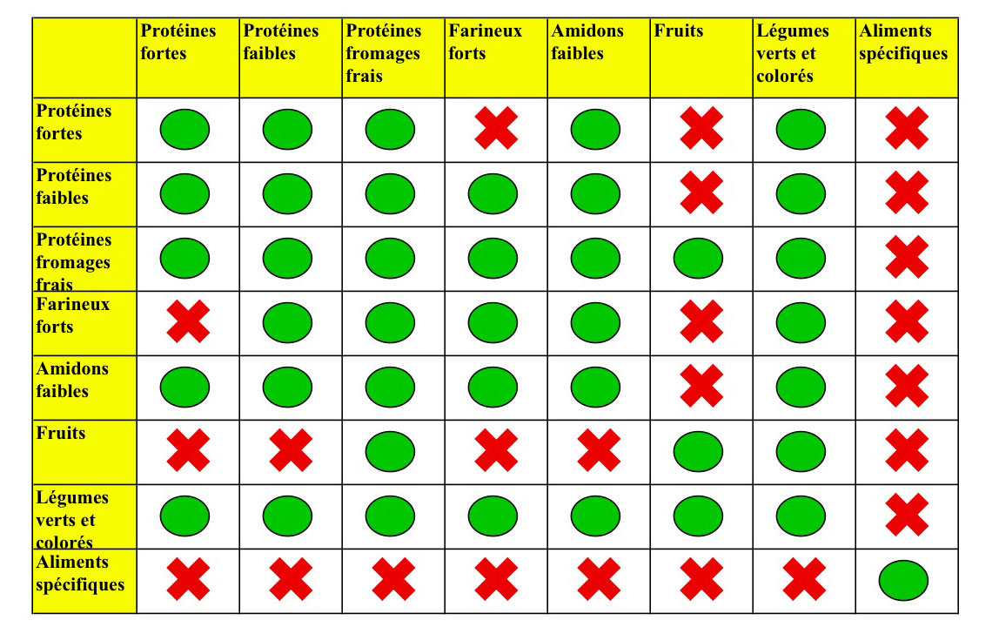 Protéines
fortes
Protéines
faibles
Protéines
fromages
frais
Farineux
forts
Amidons
faibles
Fruits
Légumes
verts et
colorés
Aliments
spécifiques
Protéines
fortes
Protéines
faibles
Protéines
fromages
frais
Farineux
forts
Amidons
faibles
Fruits
Légumes
verts et
colorés
Aliments
spécifiques